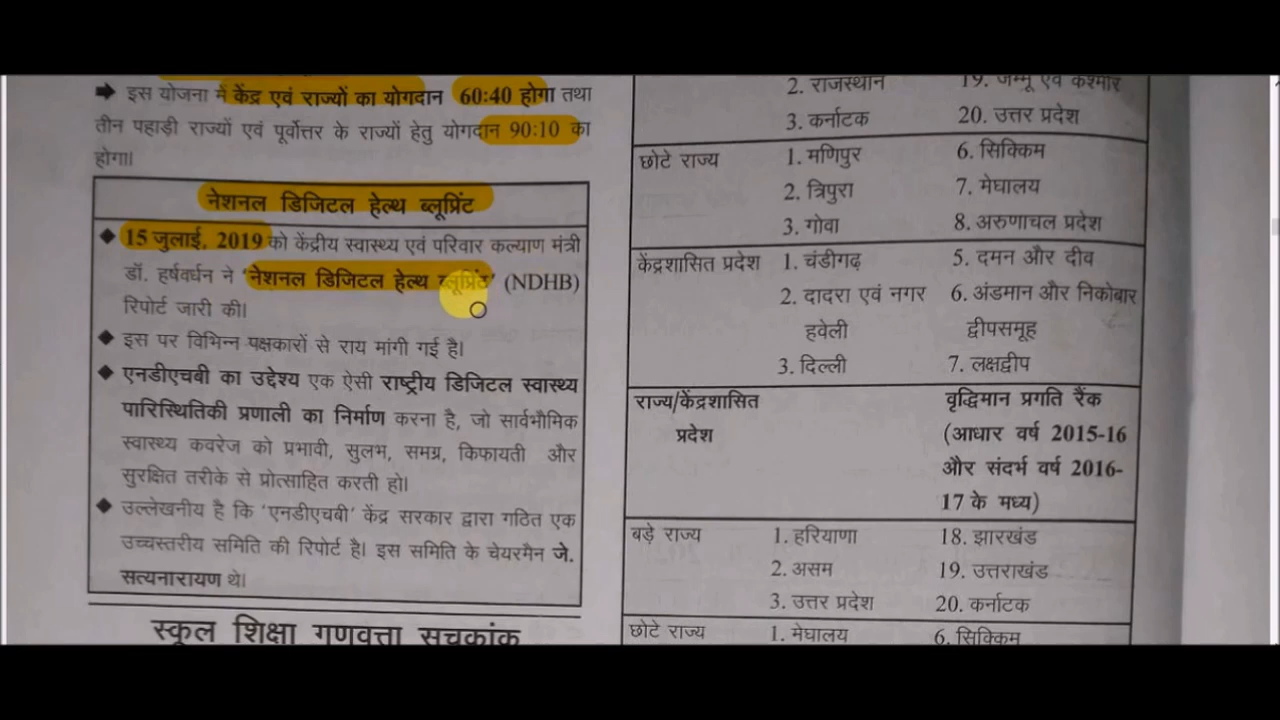 ➡ इस योजना में केंद्र एवं राज्यों का योगदान 60:40 होगा तथा
तीन पहाड़ी राज्यों एवं पूर्वोत्तर के राज्यों हेतु योगदान 90:10 का
होगा।
नेशनल डिजिटल हेल्थ ब्लूप्रिंट
◆ 15 जुलाई, 2019 को केंद्रीय स्वास्थ्य एवं परिवार कल्याण मंत्री
डॉ. हर्षवर्धन ने 'नेशनल डिजिटल हेल्थ ब्लूप्रिंट' (NDHB)
रिपोर्ट जारी की।
◆ इस पर विभिन्न पक्षकारों से राय मांगी गई है।
◆ एनडीएचबी का उद्देश्य एक ऐसी राष्ट्रीय डिजिटल स्वास्थ्य
पारिस्थितिकी प्रणाली का निर्माण करना है, जो सार्वभौमिक
स्वास्थ्य कवरेज को प्रभावी, सुलभ, समग्र, किफायती और
सुरक्षित तरीके से प्रोत्साहित करती हो।
◆ उल्लेखनीय है कि 'एनडीएचबी' केंद्र सरकार द्वारा गठित एक
उच्चस्तरीय समिति की रिपोर्ट है। इस समिति के चेयरमैन जे.
सत्यनारायण थे।
स्कूल शिक्षा गुणवत्ता सूचकांक
2. राजस्थान 19. जम्मू एवं कश्मीर
3. कर्नाटक 20. उत्तर प्रदेश
छोटे राज्य 1. मणिपुर 6. सिक्किम
2. त्रिपुरा 7. मेघालय
3. गोवा 8. अरुणाचल प्रदेश
केंद्रशासित प्रदेश 1. चंडीगढ़ 5. दमन और दीव
2. दादरा एवं नगर 6. अंडमान और निकोबार
हवेली द्वीपसमूह
3. दिल्ली 7. लक्षद्वीप
राज्य/केंद्रशासित वृद्धिमान प्रगति रैंक
प्रदेश (आधार वर्ष 2015-16
और संदर्भ वर्ष 2016-
17 के मध्य)
बड़े राज्य 1. हरियाणा 18. झारखंड
2. असम 19. उत्तराखंड
3. उत्तर प्रदेश 20. कर्नाटक
छोटे राज्य 1. मेघालय 6. सिक्किम